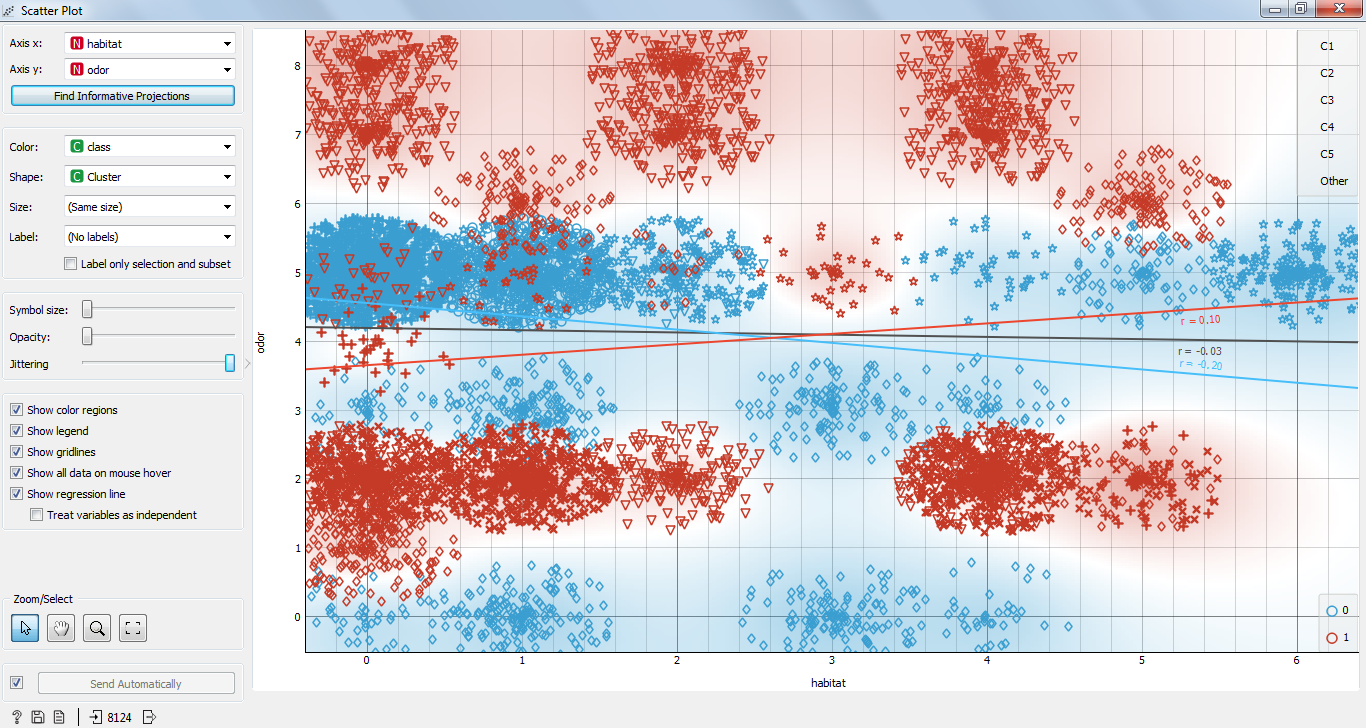 Scatter Plot
Axis x: N habitat
Axis y: N odor
Find Informative Projections
Color: C class
Shape: C Cluster
Size: (Same size)
Label: (No labels)
Label only selection and subset
Symbol size:
Opacity:
Jittering
Show color regions
Show legend
Show gridlines
Show all data on mouse hover
Show regression line
Treat variables as independent
Zoom/Select
Send Automatically
? 8124
odor
8
7
6
5
4
3
2
1
0
0 1 2 3 4 5 6
habitat
C1
C2
C3
C4
C5
Other
r = 0,10
r = -0,03
r = -0,20
0
1